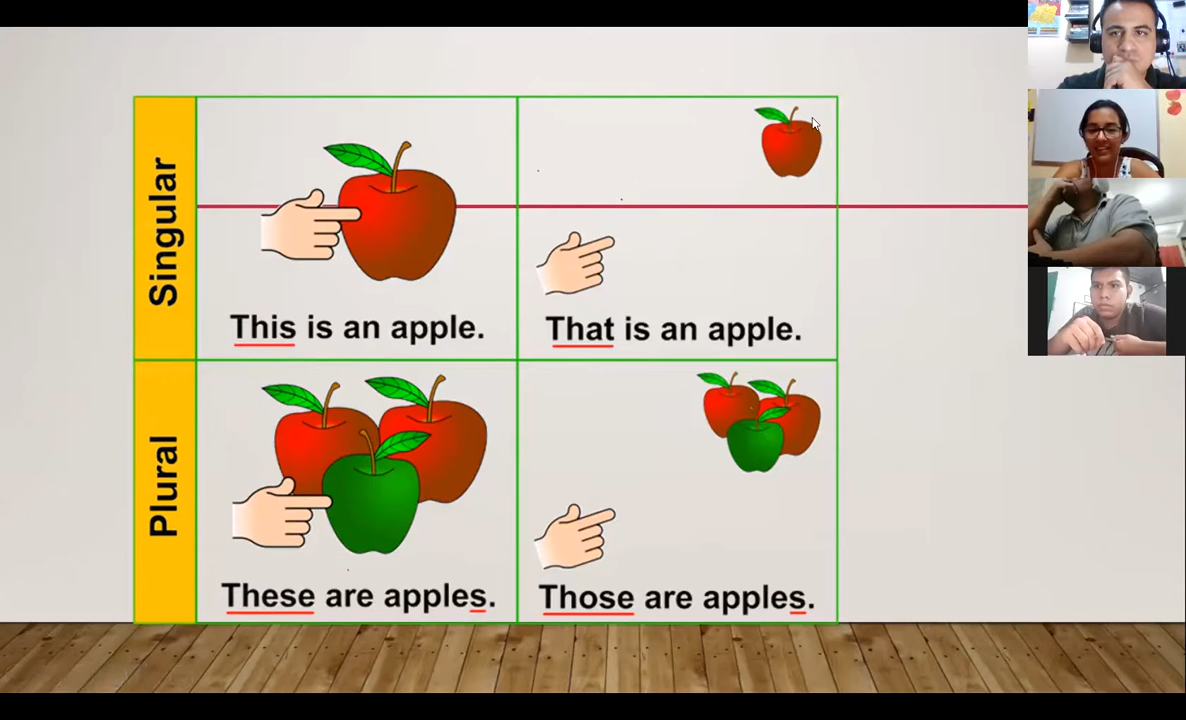 Singular
This is an apple.
That is an apple.
Plural
These are apples.
Those are apples.